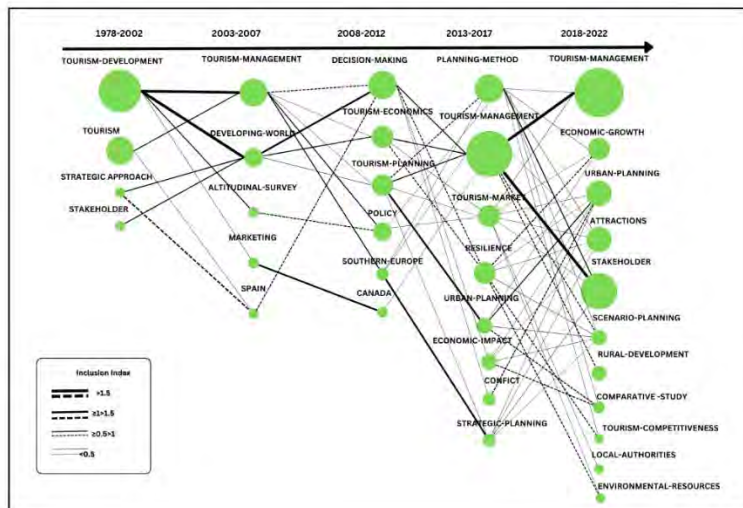 1978-2002 2003-2007 2008-2012 2013-2017 2018-2022
TOURISM-DEVELOPMENT
TOURISM
STRATEGIC APPROACH
STAKEHOLDER
TOURISM-MANAGEMENT
DEVELOPING-WORLD
ALTITUDINAL-SURVEY
MARKETING
SPAIN
DECISION-MAKING
TOURISM-ECONOMICS
TOURISM-PLANNING
POLICY
SOUTHERN-EUROPE
CANADA
PLANNING-METHOD
TOURISM-MANAGEMENT
TOURISM-MARKET
RESILIENCE
URBAN-PLANNING
ECONOMIC-IMPACT
CONFICT
STRATEGIC-PLANNING
TOURISM-MANAGEMENT
ECONOMIC-GROWTH
URBAN-PLANNING
ATTRACTIONS
STAKEHOLDER
SCENARIO-PLANNING
RURAL-DEVELOPMENT
COMPARATIVE -STUDY
TOURISM-COMPETITIVENESS
LOCAL-AUTHORITIES
ENVIRONMENTAL-RESOURCES
Inclusion Index
>1.5
≥1>1.5
≥0.5>1
<0.5